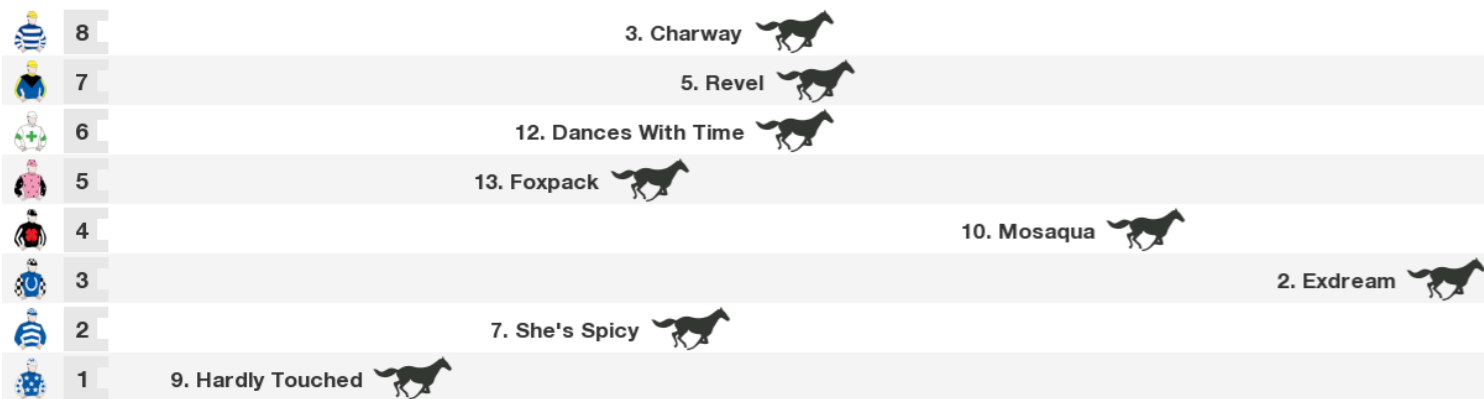 8 3. Charway
7 5. Revel
6 12. Dances With Time
5 13. Foxpack
4 10. Mosaqua
3 2. Exdream
2 7. She's Spicy
1 9. Hardly Touched